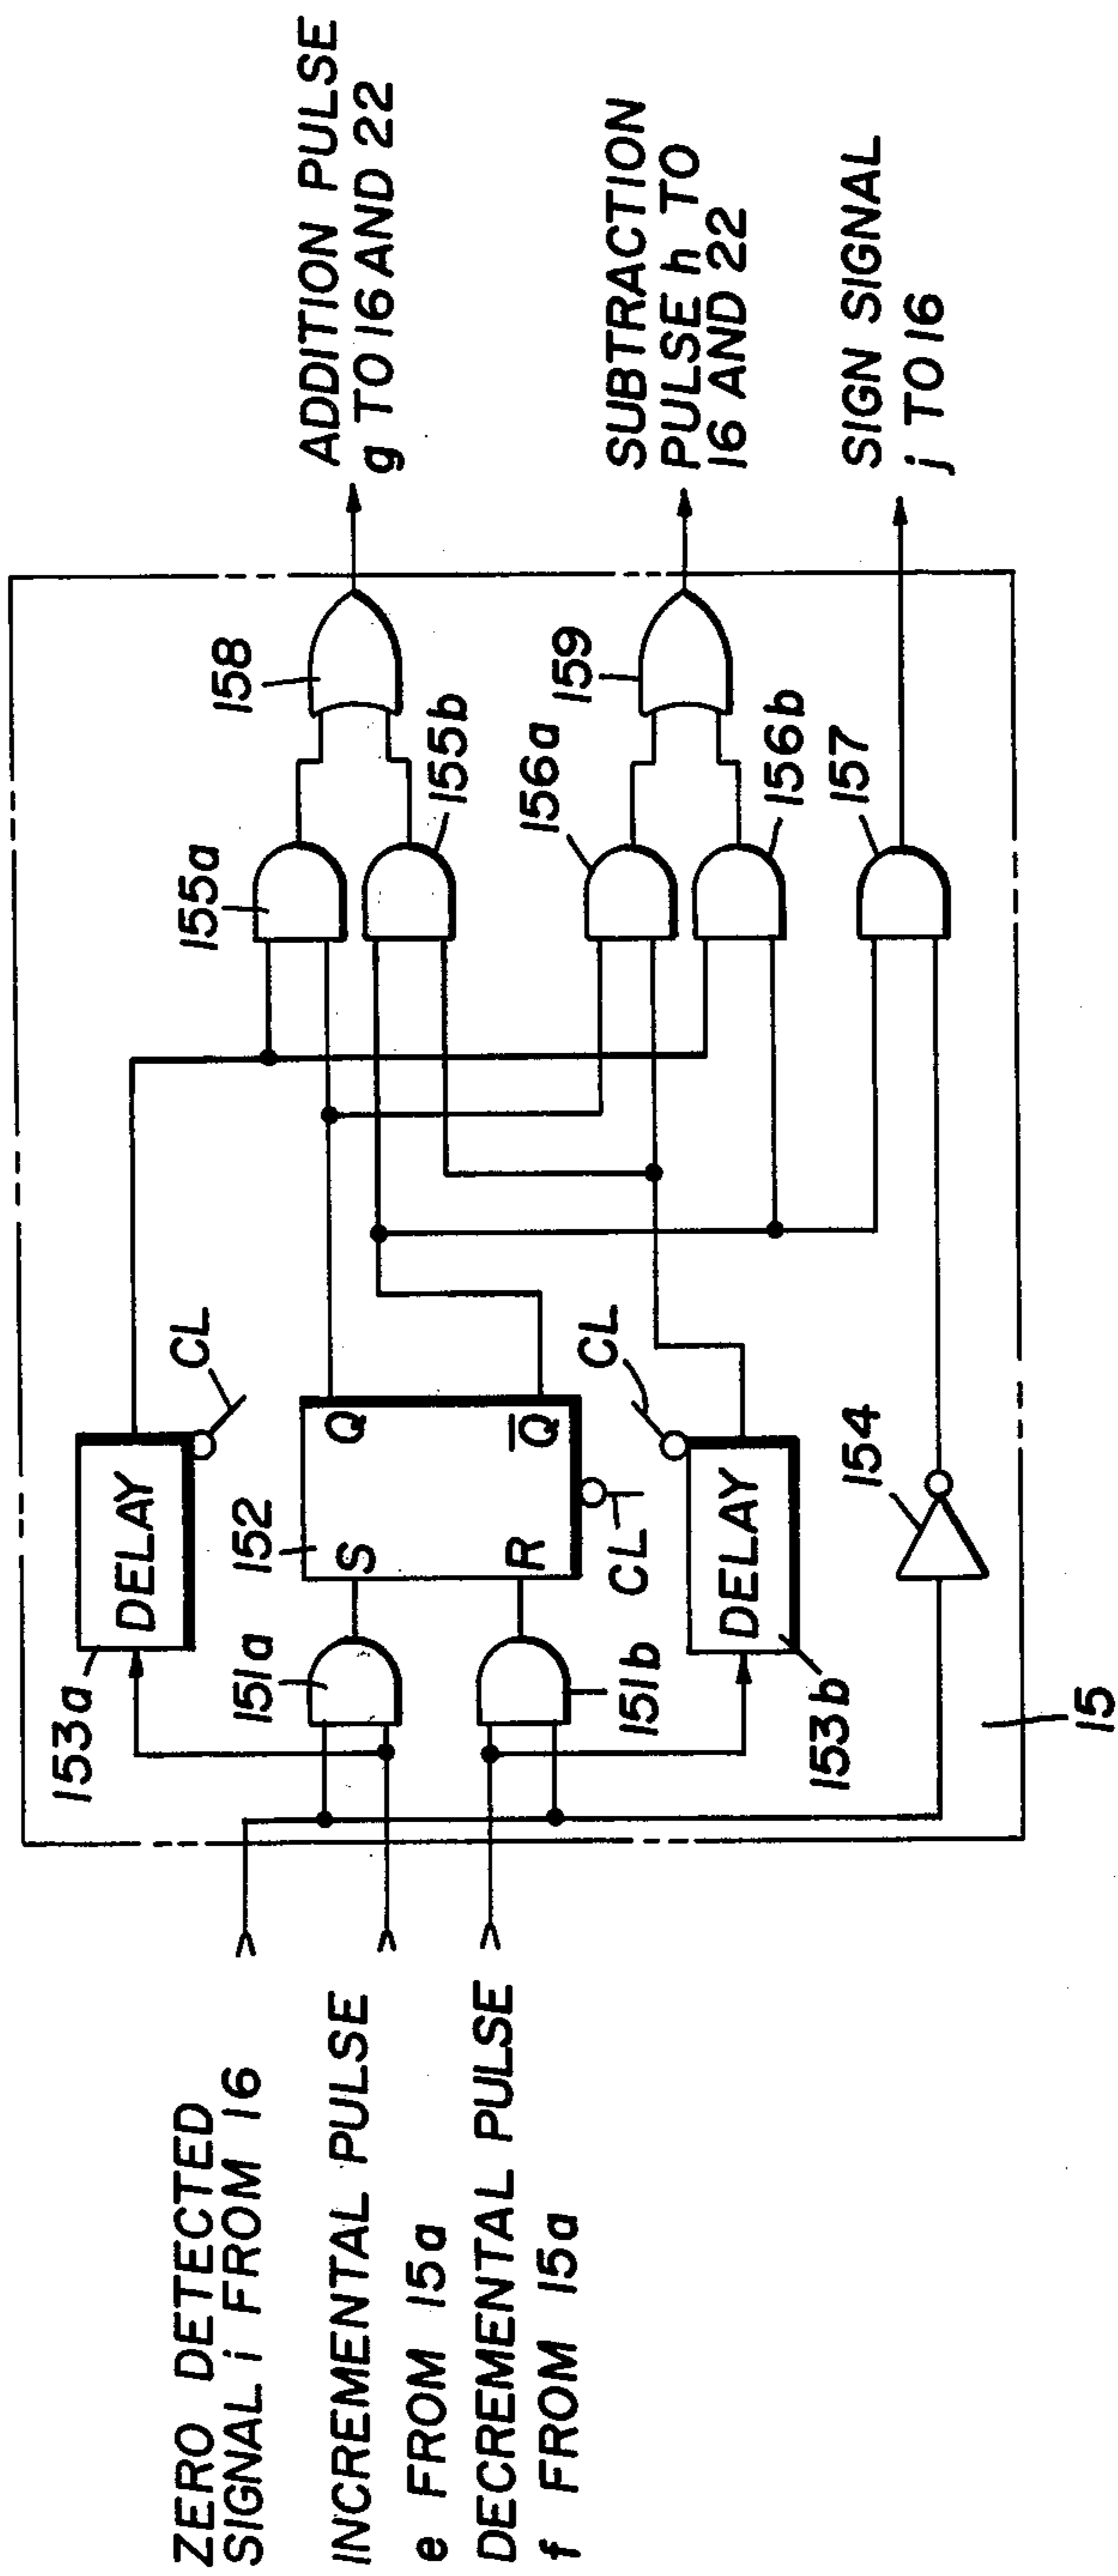 ZERO DETECTED
SIGNAL i FROM 16
INCREMENTAL PULSE
e FROM 15a
DECREMENTAL PULSE
f FROM 15a
153a
DELAY
CL
151a
152
S
Q
R
Q̅
CL
151b
CL
DELAY
153b
154
15
155a
155b
158
156a
159
156b
157
ADDITION PULSE
g TO 16 AND 22
SUBTRACTION
PULSE h TO
16 AND 22
SIGN SIGNAL
j TO 16